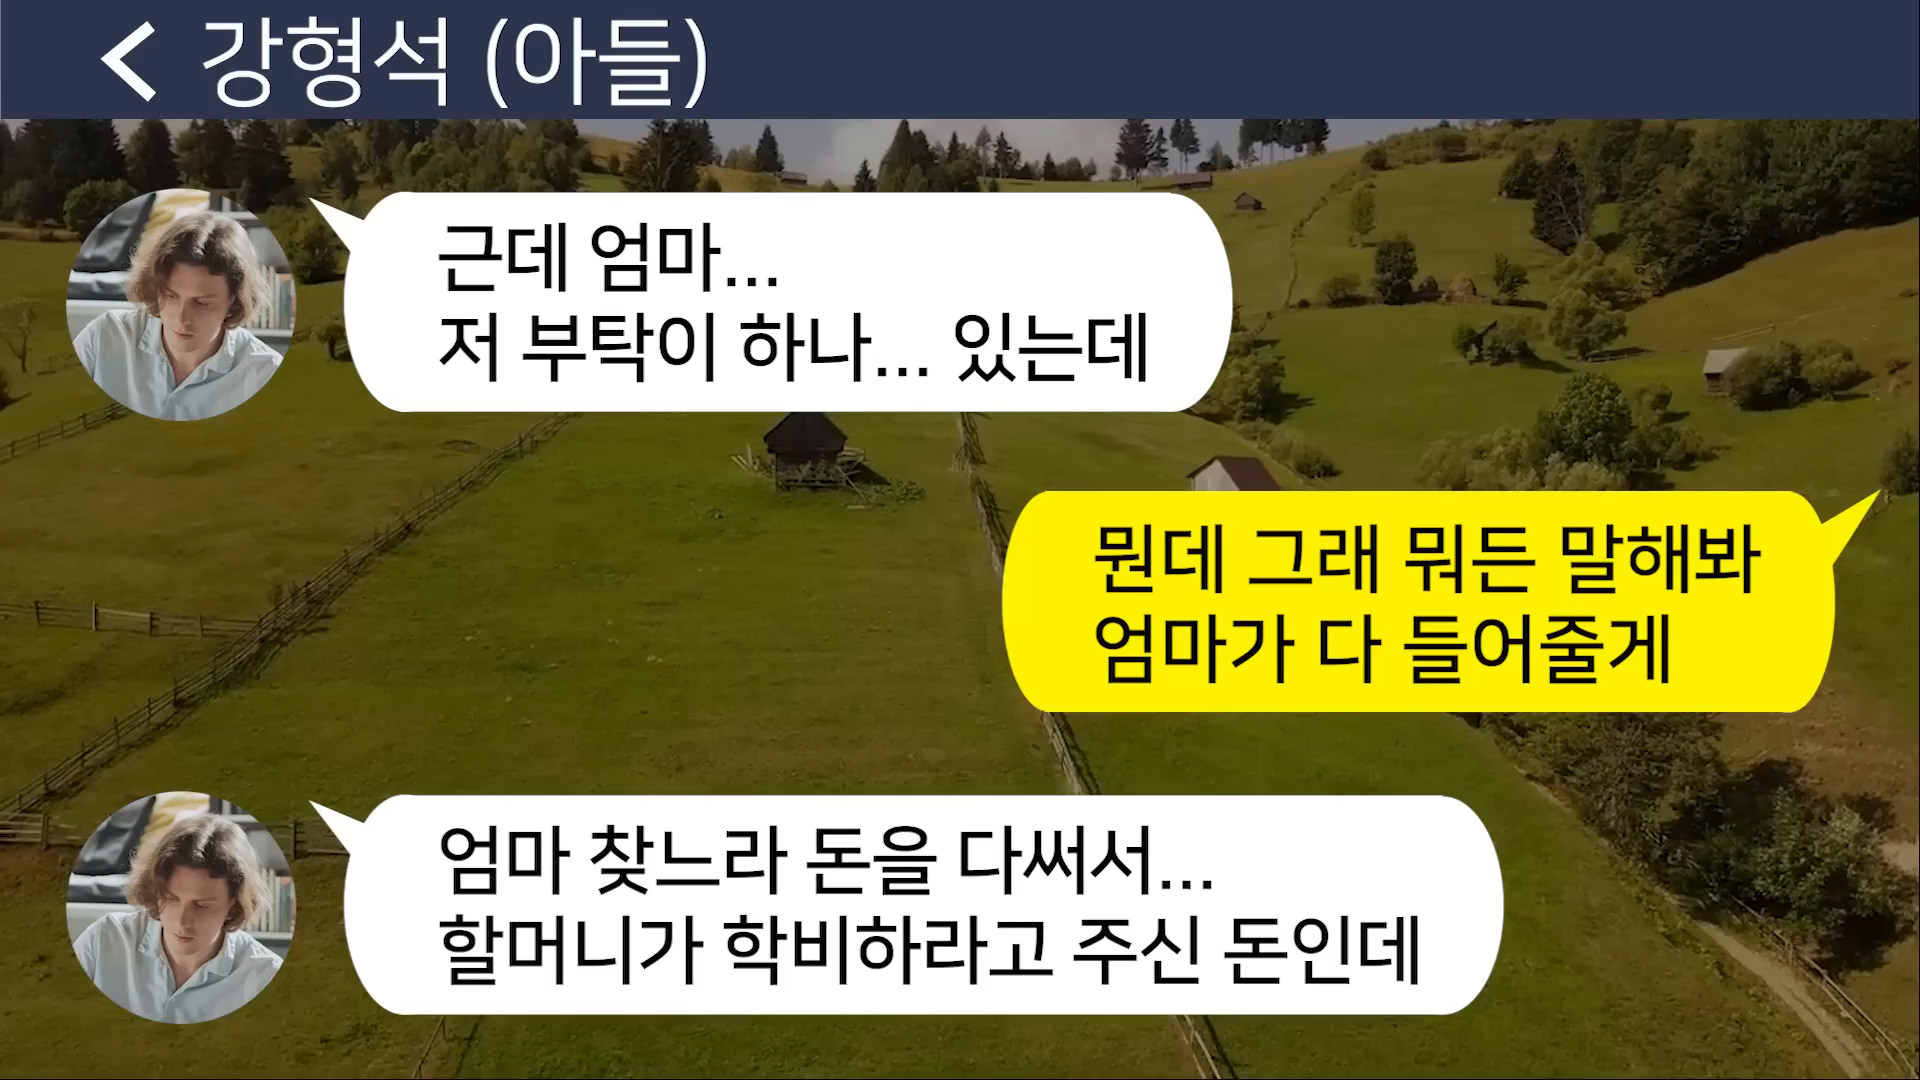 강형석 (아들)
근데 엄마...
저 부탁이 하나... 있는데
뭔데 그래 뭐든 말해봐
엄마가 다 들어줄게
엄마 찾느라 돈을 다써서...
할머니가 학비하라고 주신 돈인데